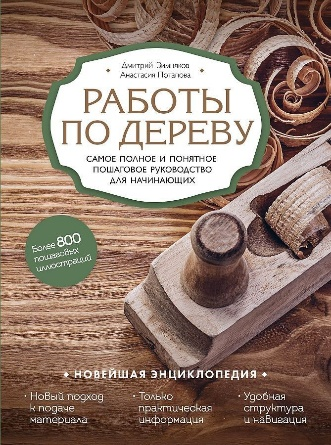 Дмитрий Зимняков
Анастасия Потапова
РАБОТЫ
ПО ДЕРЕВУ
САМОЕ ПОЛНОЕ И ПОНЯТНОЕ
ПОШАГОВОЕ РУКОВОДСТВО
ДЛЯ НАЧИНАЮЩИХ
Более 800
пошаговых
иллюстраций
• НОВЕЙШАЯ ЭНЦИКЛОПЕДИЯ •
• Новый подход
к подаче
материала
• Только
практическая
информация
• Удобная
структура
и навигация